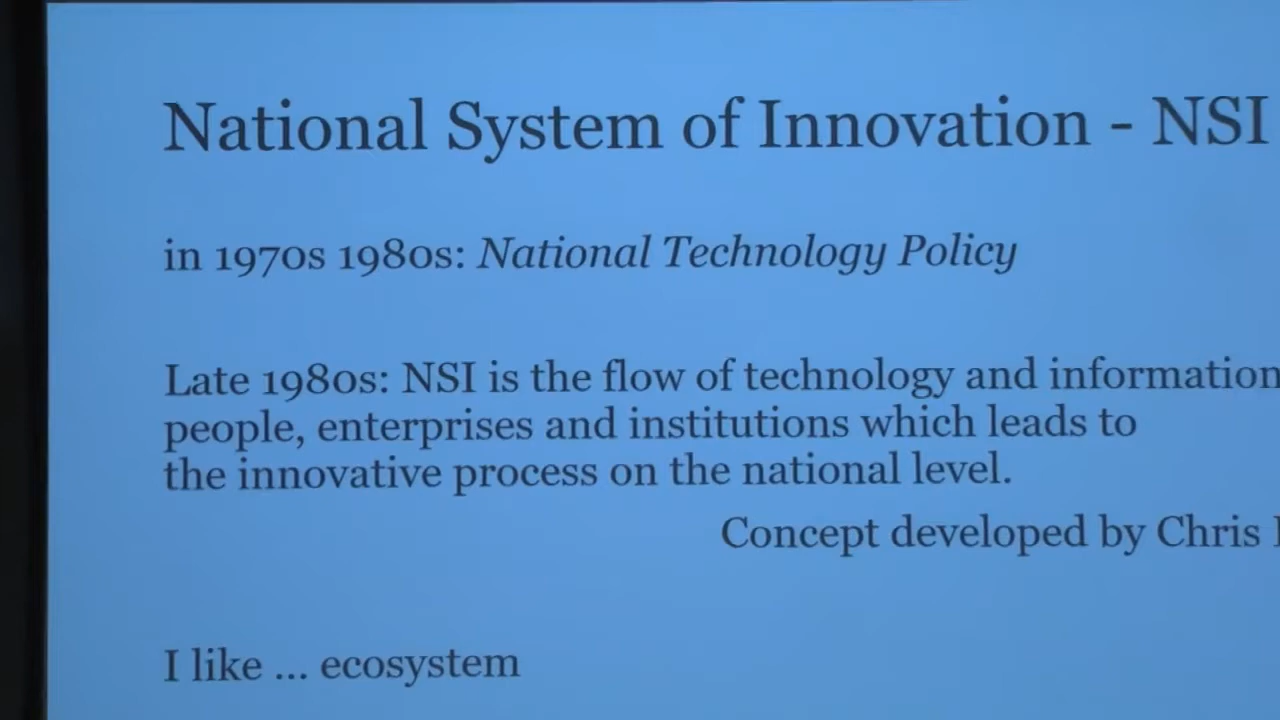 National System of Innovation - NSI
in 1970s 1980s: National Technology Policy
Late 1980s: NSI is the flow of technology and information
people, enterprises and institutions which leads to
the innovative process on the national level.
Concept developed by Chris
I like ... ecosystem